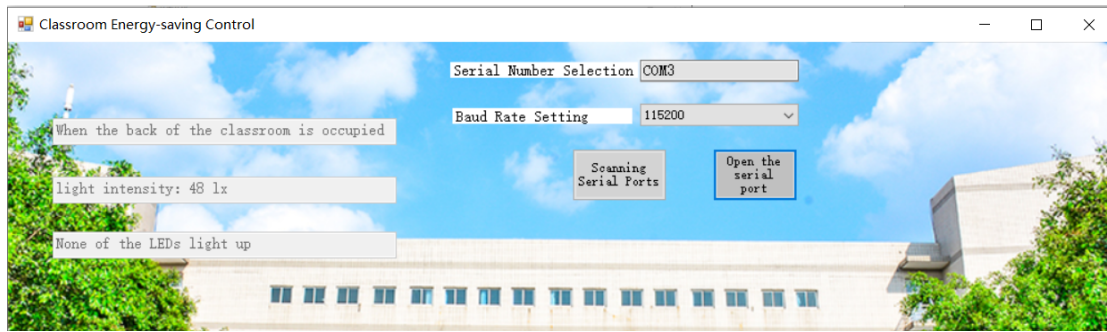 Classroom Energy-saving Control
Serial Number Selection COM3
Baud Rate Setting 115200
When the back of the classroom is occupied
Scanning
Serial Ports
Open the
serial
port
light intensity: 48 lx
None of the LEDs light up